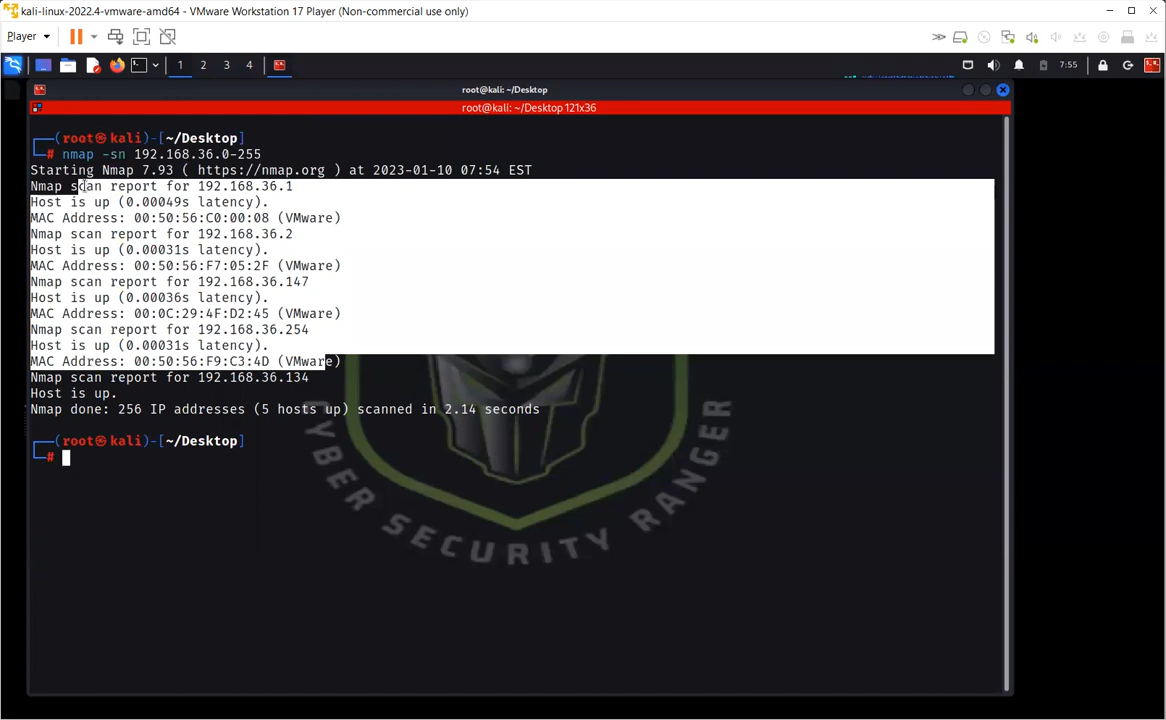 kali-linux-2022.4-vmware-amd64 - VMware Workstation 17 Player (Non-commercial use only)
Player
1 2 3 4 7:55
root@kali: ~/Desktop
root@kali: ~/Desktop 121x36
┌──(root㉿kali)-[~/Desktop]
└─# nmap -sn 192.168.36.0-255
Starting Nmap 7.93 ( https://nmap.org ) at 2023-01-10 07:54 EST
Nmap scan report for 192.168.36.1
Host is up (0.00049s latency).
MAC Address: 00:50:56:C0:00:08 (VMware)
Nmap scan report for 192.168.36.2
Host is up (0.00031s latency).
MAC Address: 00:50:56:F7:05:2F (VMware)
Nmap scan report for 192.168.36.147
Host is up (0.00036s latency).
MAC Address: 00:0C:29:4F:D2:45 (VMware)
Nmap scan report for 192.168.36.254
Host is up (0.00031s latency).
MAC Address: 00:50:56:F9:C3:4D (VMware)
Nmap scan report for 192.168.36.134
Host is up.
Nmap done: 256 IP addresses (5 hosts up) scanned in 2.14 seconds
┌──(root㉿kali)-[~/Desktop]
└─#
CYBER SECURITY RANGER